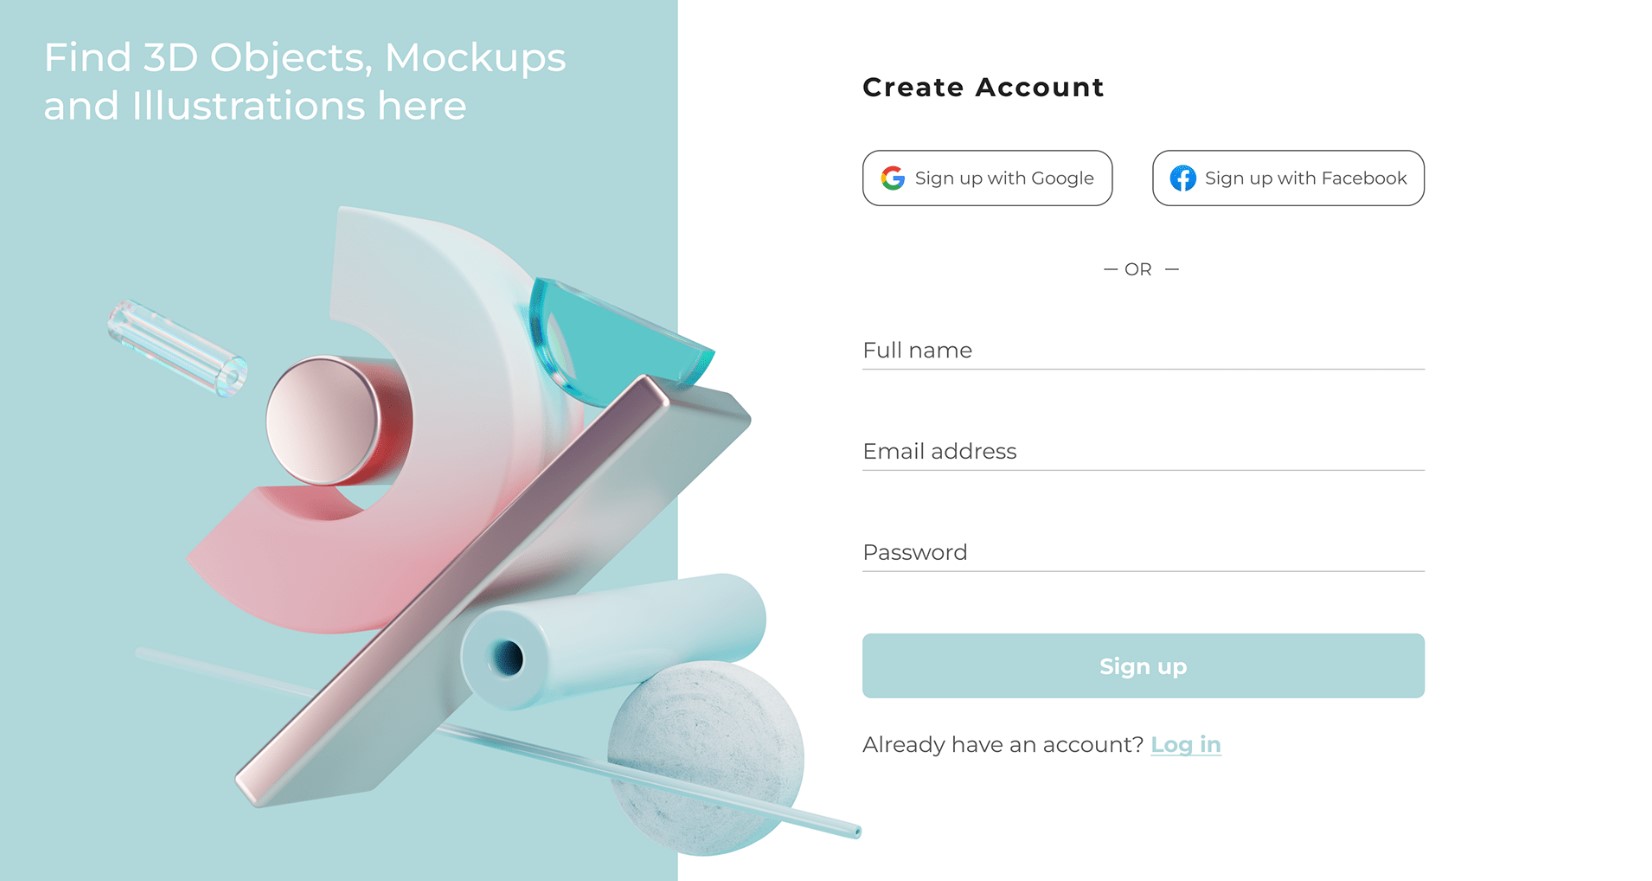 Find 3D Objects, Mockups
and Illustrations here
Create Account
Sign up with Google
Sign up with Facebook
— OR —
Full name
Email address
Password
Sign up
Already have an account? Log in